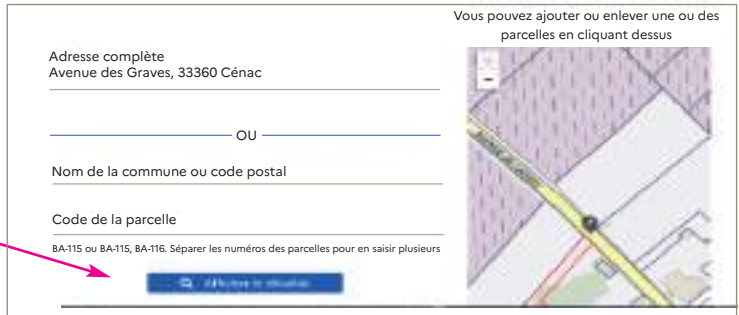 Vous pouvez ajouter ou enlever une ou des
parcelles en cliquant dessus
Adresse complète
Avenue des Graves, 33360 Cénac
OU
Nom de la commune ou code postal
Code de la parcelle
BA-115 ou BA-115, BA-116. Séparer les numéros des parcelles pour en saisir plusieurs